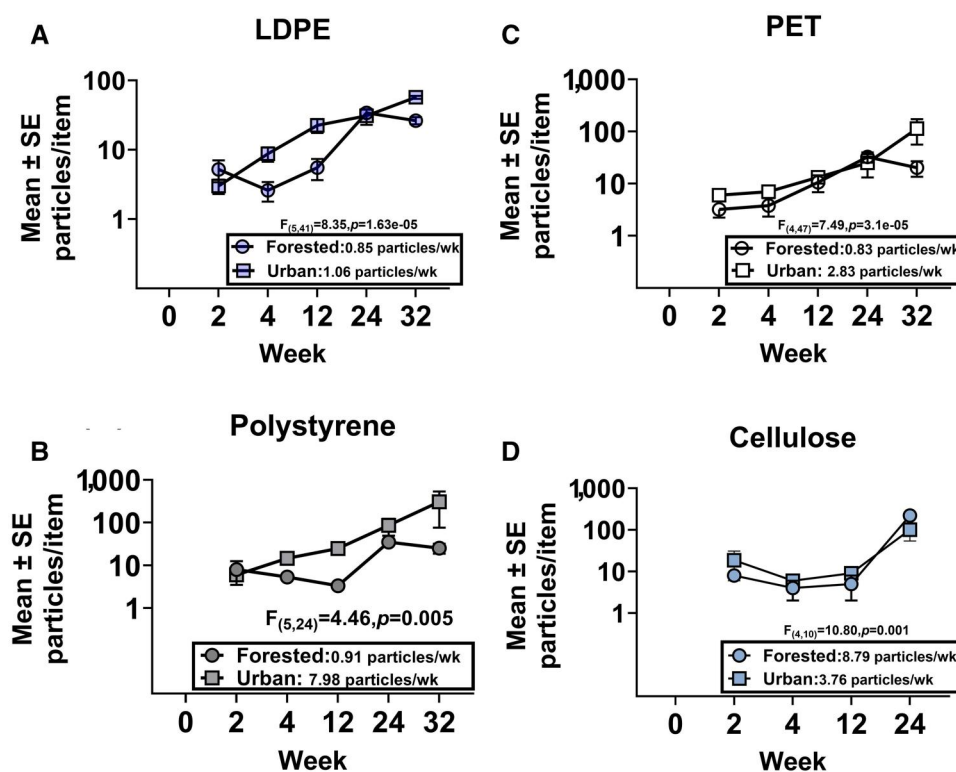 A
LDPE
Mean ± SE
particles/item
100
10
1
F(5,41)=8.35,p=1.63e-05
Forested:0.85 particles/wk
Urban:1.06 particles/wk
0 2 4 12 24 32
Week
C
PET
Mean ± SE
particles/item
1,000
100
10
1
F(4,47)=7.49,p=3.1e-05
Forested:0.83 particles/wk
Urban: 2.83 particles/wk
0 2 4 12 24 32
Week
B
Polystyrene
Mean ± SE
particles/item
1,000
100
10
1
F(5,24)=4.46,p=0.005
Forested:0.91 particles/wk
Urban: 7.98 particles/wk
0 2 4 12 24 32
Week
D
Cellulose
Mean ± SE
particles/item
1,000
100
10
1
F(4,10)=10.80,p=0.001
Forested:8.79 particles/wk
Urban:3.76 particles/wk
0 2 4 12 24
Week